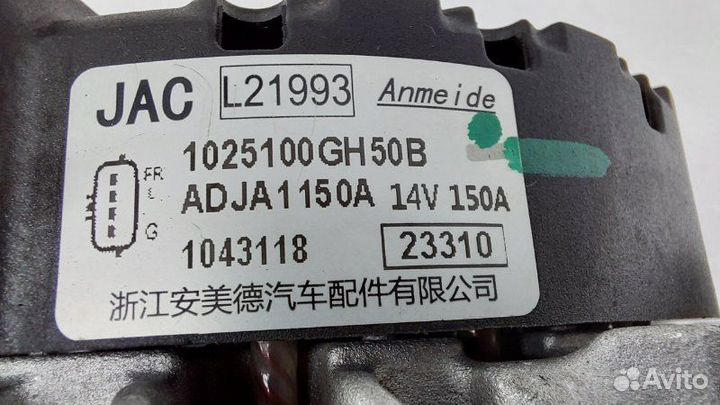 JAC L21993 Anmeide
1025100GH50B
FR
L
ADJA1150A 14V 150A
G
1043118 23310
浙江安美德汽车配件有限公司
Avito